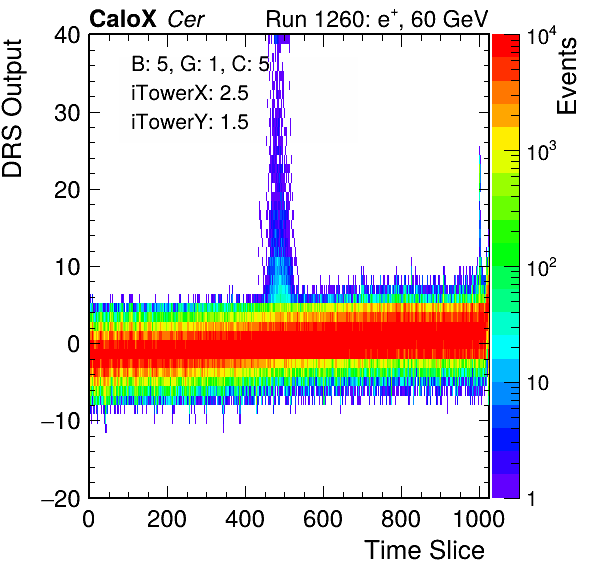 CaloX Cer Run 1260: e+, 60 GeV
B: 5, G: 1, C: 5
iTowerX: 2.5
iTowerY: 1.5
DRS Output
40
30
20
10
0
−10
−20
0 200 400 600 800 1000
Time Slice
Events
10^4
10^3
10^2
10
1